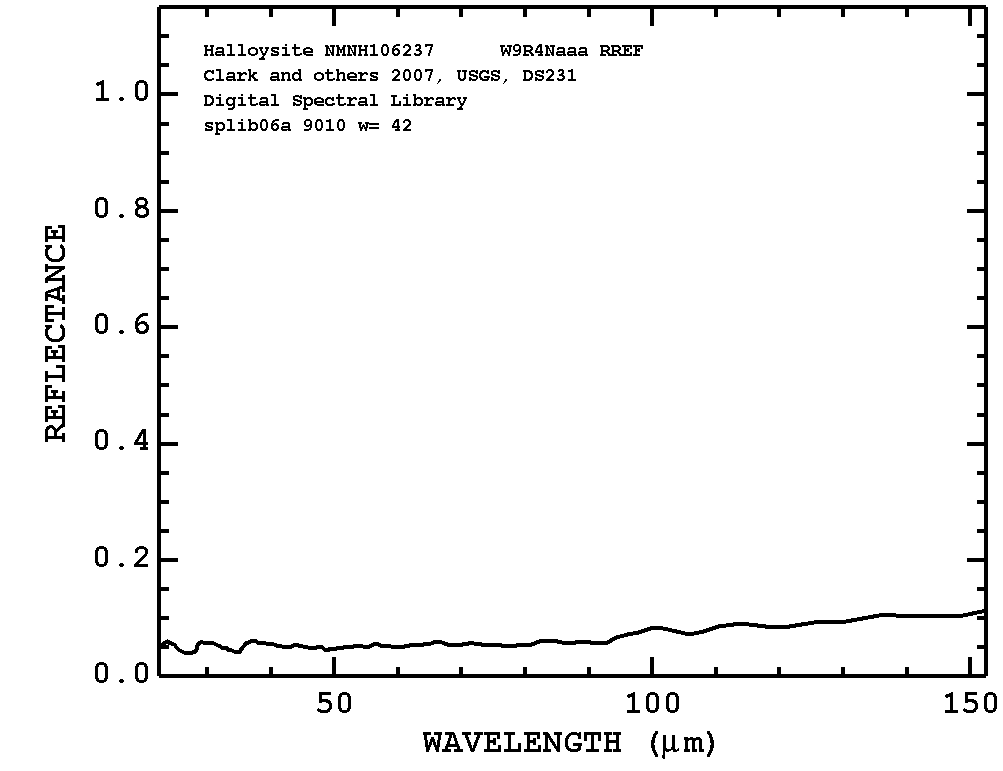 Halloysite NMNH106237 W9R4Naaa RREF
Clark and others 2007, USGS, DS231
Digital Spectral Library
splib06a 9010 w= 42
1.0
0.8
0.6
0.4
0.2
0.0
REFLECTANCE
50 100 150
WAVELENGTH (μm)